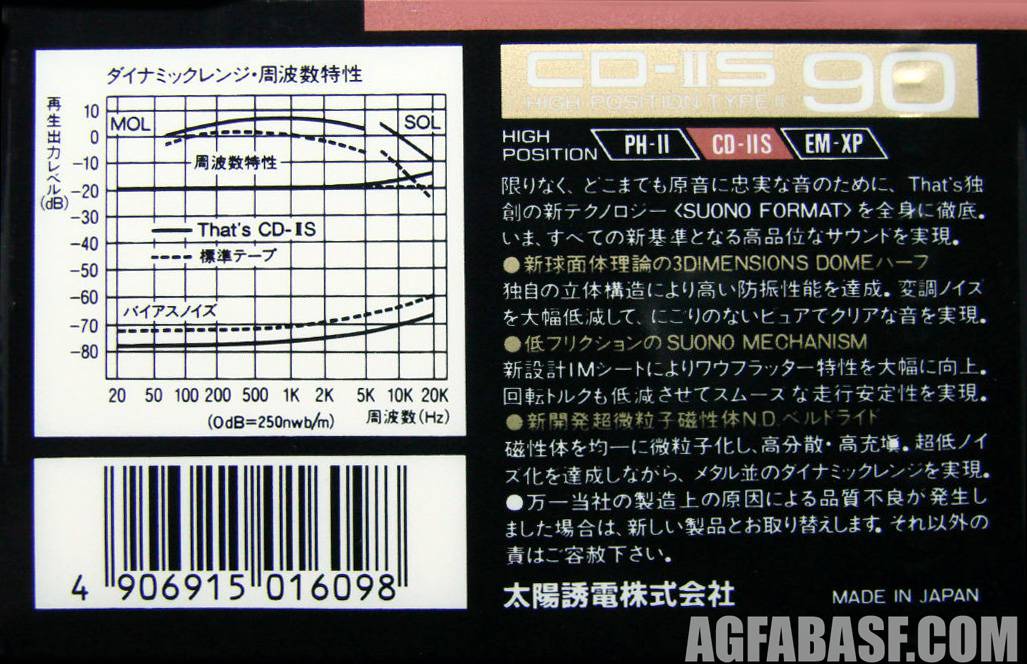 ダイナミックレンジ・周波数特性
再生出力レベル(dB)
10
0
−10
−20
−30
−40
−50
−60
−70
−80
MOL
SOL
周波数特性
That's CD-IIS
標準テープ
バイアスノイズ
20 50 100 200 500 1K 2K 5K 10K 20K
(0dB=250nwb/m) 周波数(Hz)
4 906915 016098
CD-IIS 90
HIGH POSITION TYPE II
HIGH POSITION PH-II CD-IIS EM-XP
限りなく、どこまでも原音に忠実な音のために、That's独
創の新テクノロジー〈SUONO FORMAT〉を全身に徹底。
いま、すべての新基準となる高品位なサウンドを実現。
●新球面体理論の3DIMENSIONS DOMEハーフ
独自の立体構造により高い防振性能を達成。変調ノイズ
を大幅低減して、にごりのないピュアでクリアな音を実現。
●低フリクションのSUONO MECHANISM
新設計IMシートによりワウフラッター特性を大幅に向上。
回転トルクも低減させてスムースな走行安定性を実現。
●新開発超微粒子磁性体N.D.ベルドライド
磁性体を均一に微粒子化し、高分散・高充塡。超低ノイ
ズ化を達成しながら、メタル並のダイナミックレンジを実現。
●万一当社の製造上の原因による品質不良が発生し
ました場合は、新しい製品とお取り替えします。それ以外の
責はご容赦下さい。
太陽誘電株式会社 MADE IN JAPAN
AGFABASF.COM